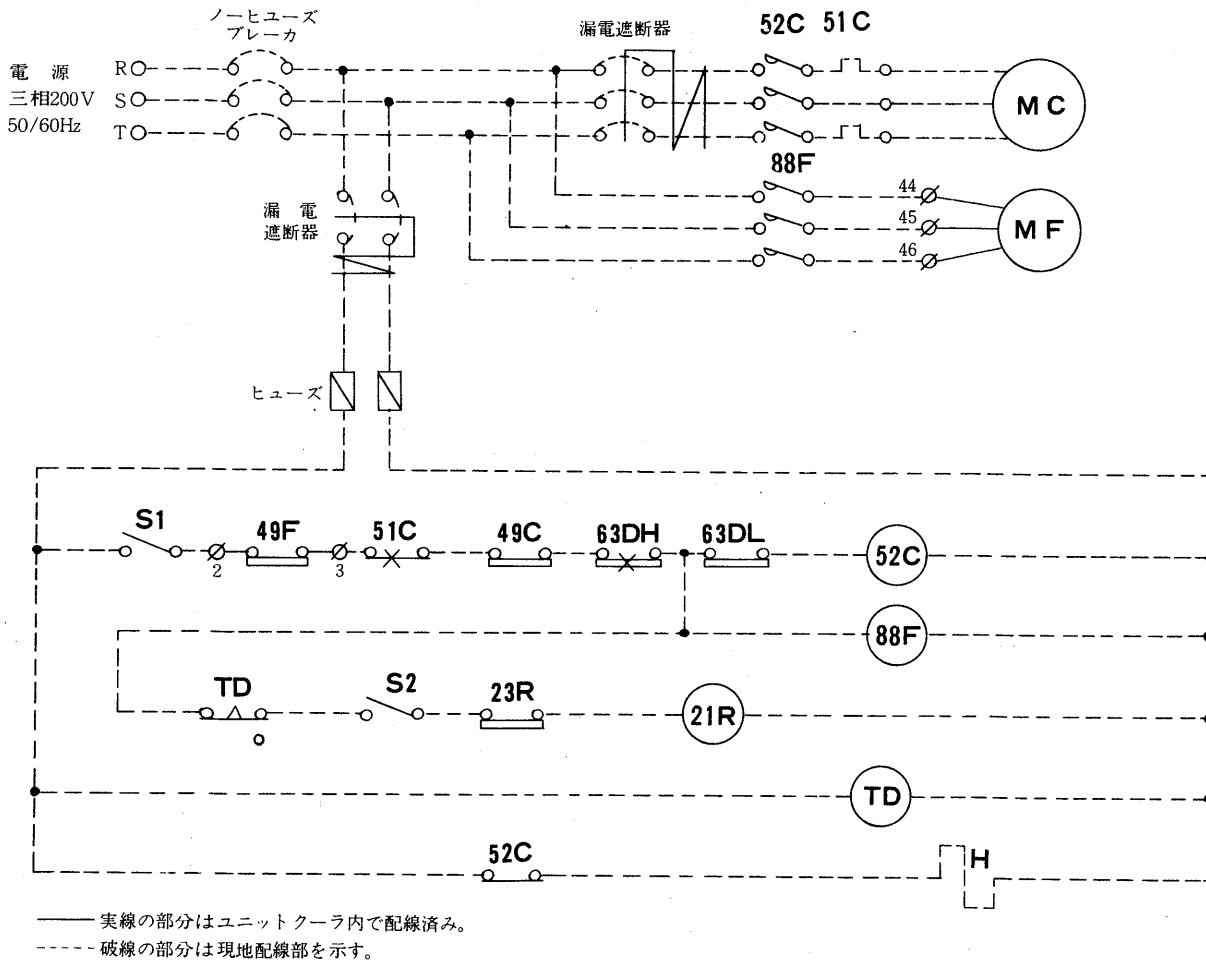 ノーヒューズ
ブレーカ
漏電遮断器
52C 51C
電 源
三相200V
50/60Hz
R
S
T
MC
88F
44
45
46
MF
漏 電
遮断器
ヒューズ
S1
49F
51C
49C
63DH
63DL
52C
2
3
88F
TD
S2
23R
21R
TD
52C
H
実線の部分はユニットクーラ内で配線済み。
破線の部分は現地配線部を示す。